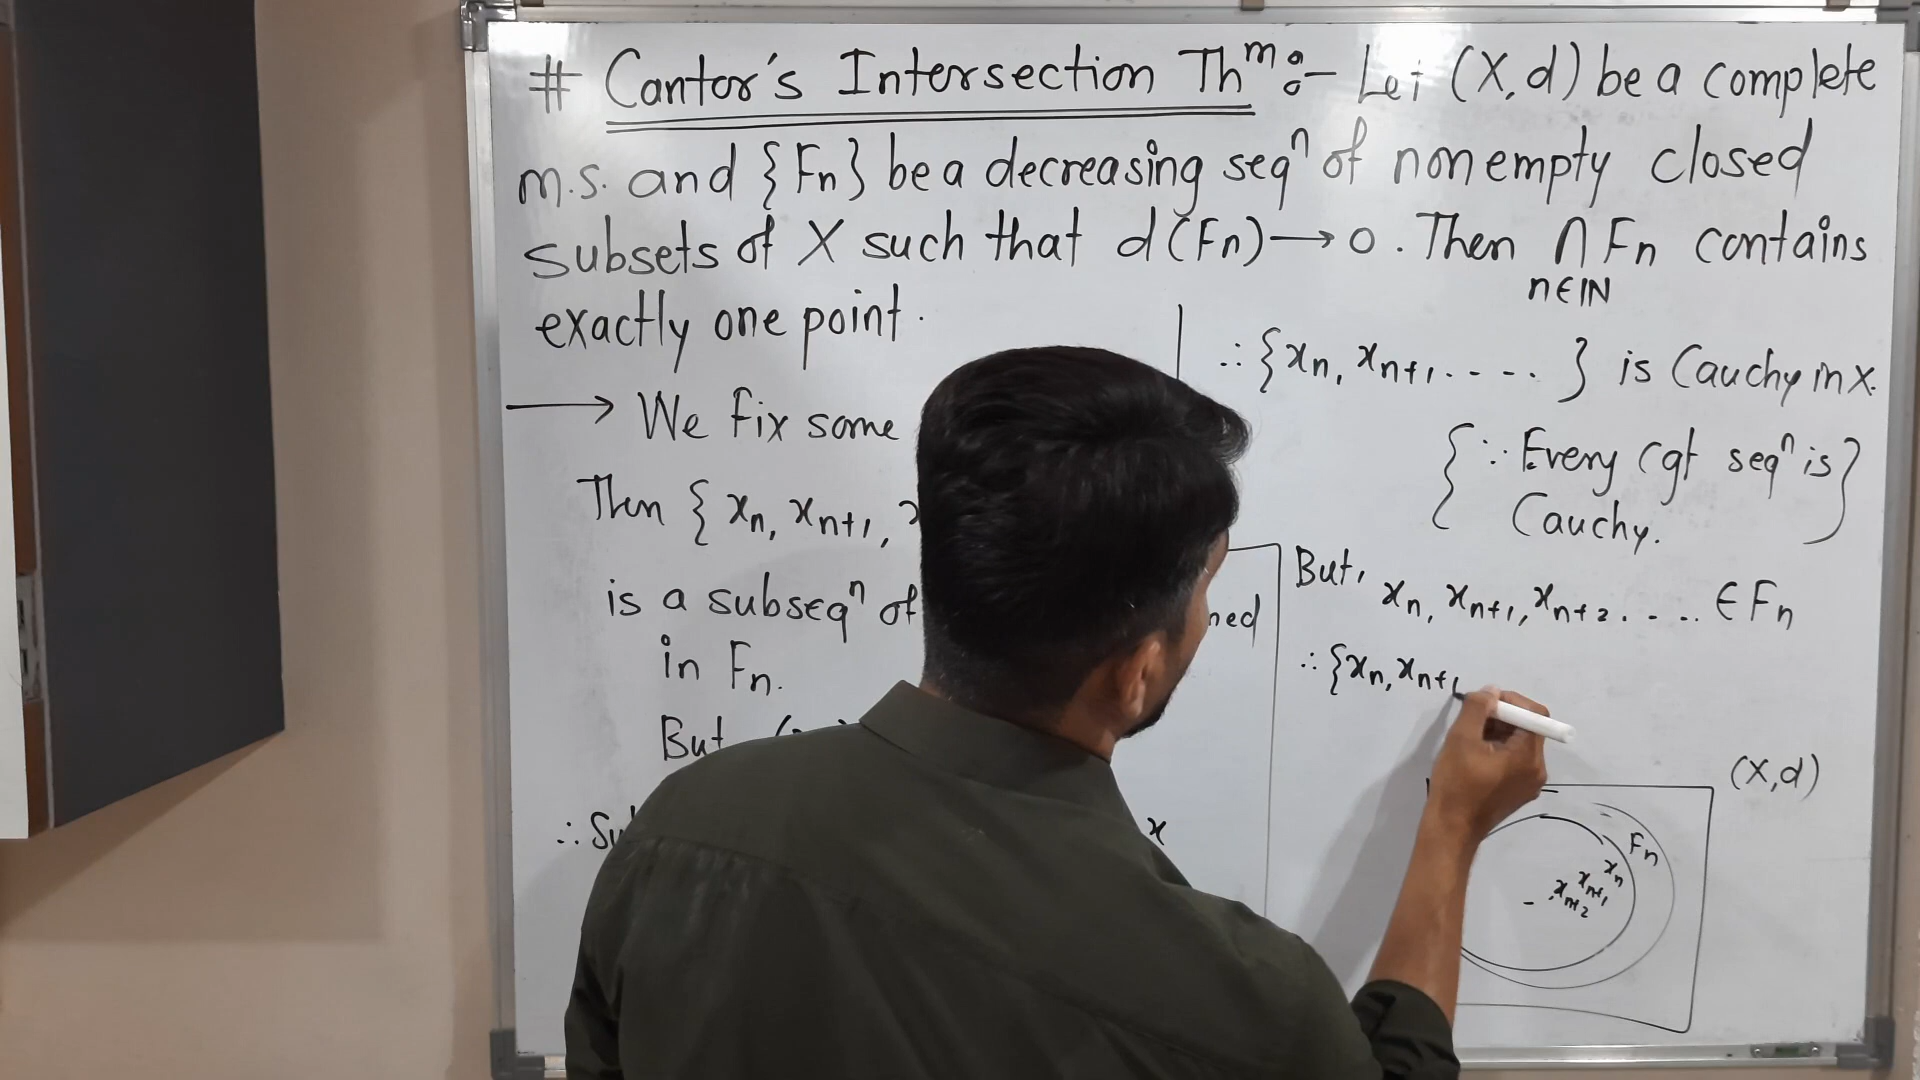 # Cantor's Intersection Thᵐ :- Let (X,d) be a complete
m.s. and {Fn} be a decreasing seqⁿ of nonempty closed
subsets of X such that d(Fn) → 0. Then ∩ Fn contains
n∈IN
exactly one point.
→ We fix some
Then { xn, xn+1,
is a subseqⁿ of
in Fn.
But
∴
x
∴ {xn, xn+1, .... } is Cauchy in X.
{ ∵ Every cgt seqⁿ is }
Cauchy.
But, xn, xn+1, xn+2 .... ∈ Fn
∴ {xn, xn+1
(X,d)
Fn
xn
xn+1
xn+2